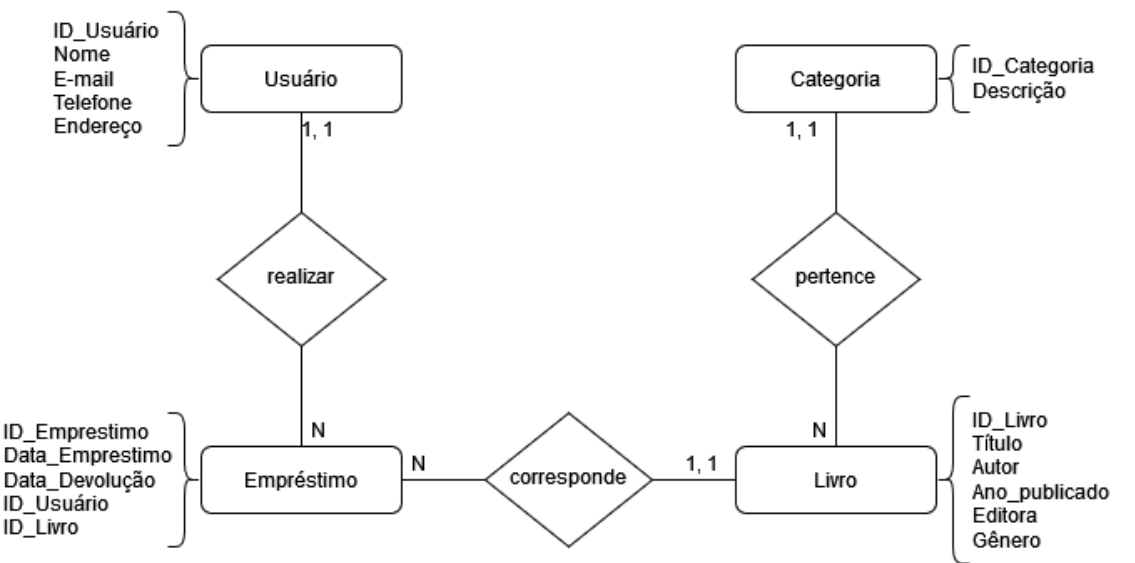 ID_Usuário
Nome
E-mail
Telefone
Endereço
Usuário
Categoria
ID_Categoria
Descrição
1, 1
1, 1
realizar
pertence
N
N
ID_Emprestimo
Data_Emprestimo
Data_Devolução
ID_Usuário
ID_Livro
Empréstimo
N
corresponde
1, 1
Livro
ID_Livro
Título
Autor
Ano_publicado
Editora
Gênero